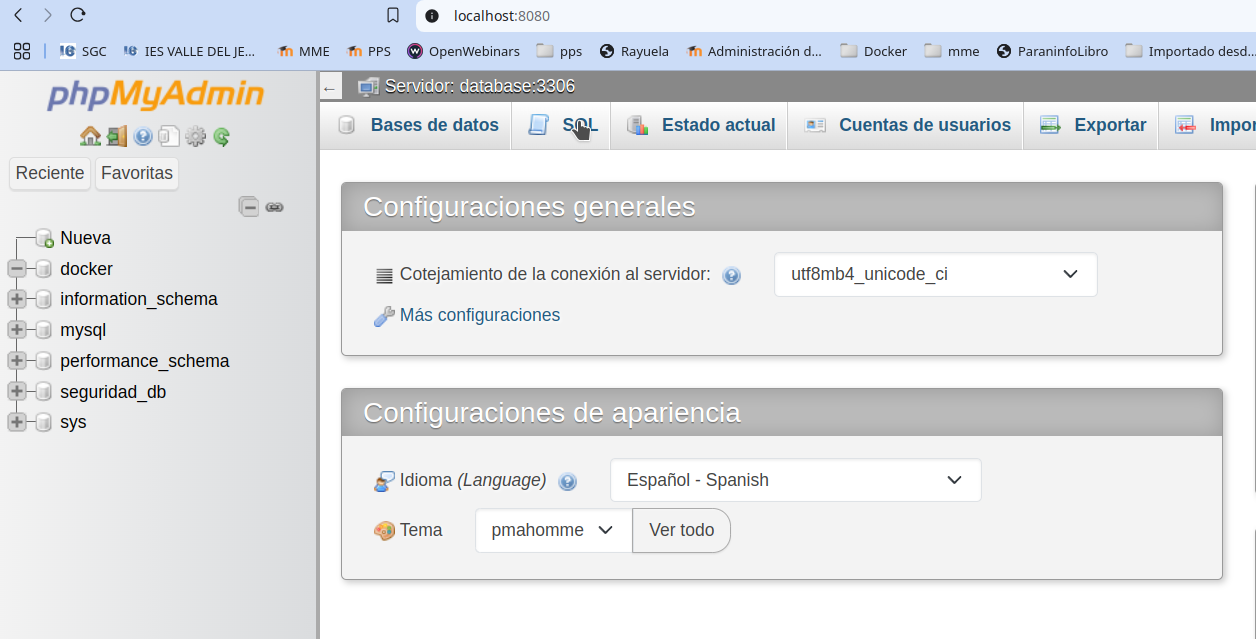 localhost:8080
SGC IES VALLE DEL JE... MME PPS OpenWebinars pps Rayuela Administración d... Docker mme ParaninfoLibro Importado desd...
phpMyAdmin
Reciente Favoritas
Nueva
docker
information_schema
mysql
performance_schema
seguridad_db
sys
Servidor: database:3306
Bases de datos SQL Estado actual Cuentas de usuarios Exportar Impor
Configuraciones generales
Cotejamiento de la conexión al servidor: utf8mb4_unicode_ci
Más configuraciones
Configuraciones de apariencia
Idioma (Language) Español - Spanish
Tema pmahomme Ver todo